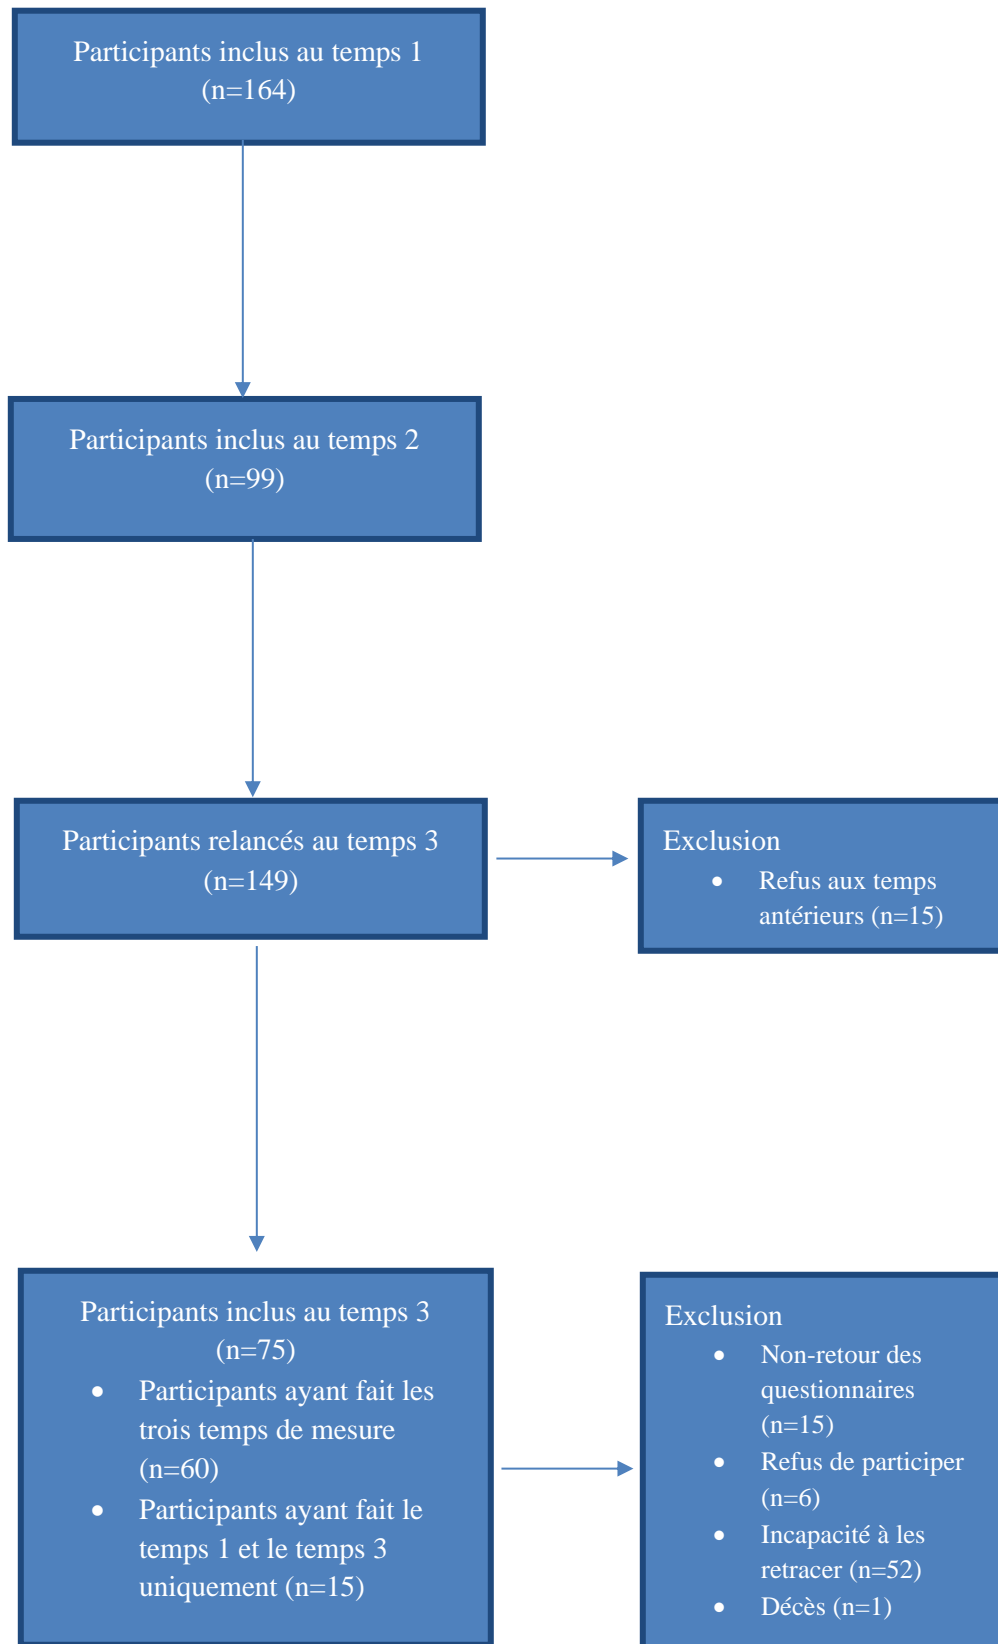 Participants inclus au temps 1
(n=164)
Participants inclus au temps 2
(n=99)
Participants relancés au temps 3
(n=149)
Exclusion
• Refus aux temps
antérieurs (n=15)
Participants inclus au temps 3
(n=75)
• Participants ayant fait les
trois temps de mesure
(n=60)
• Participants ayant fait le
temps 1 et le temps 3
uniquement (n=15)
Exclusion
• Non-retour des
questionnaires
(n=15)
• Refus de participer
(n=6)
• Incapacité à les
retracer (n=52)
• Décès (n=1)